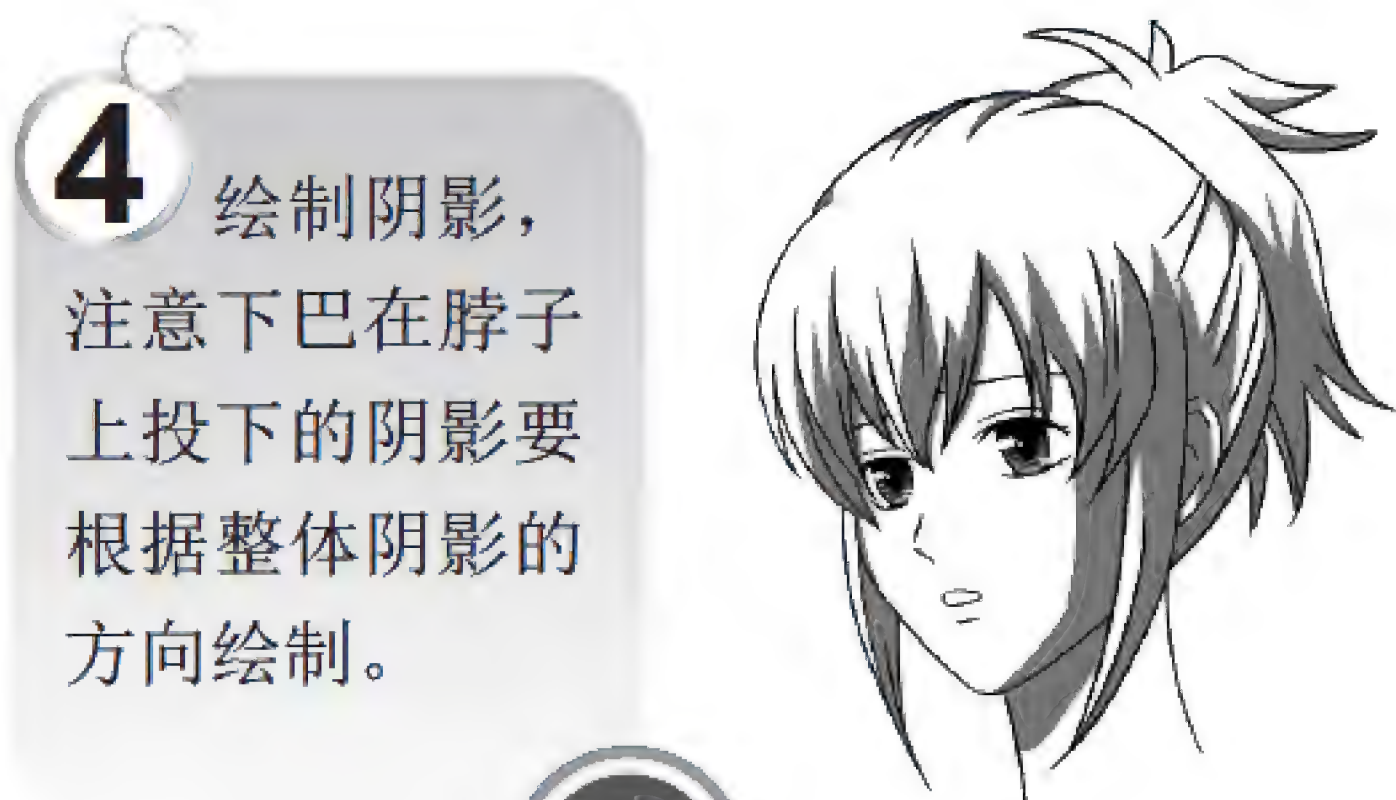 4
绘制阴影，
注意下巴在脖子
上投下的阴影要
根据整体阴影的
方向绘制。